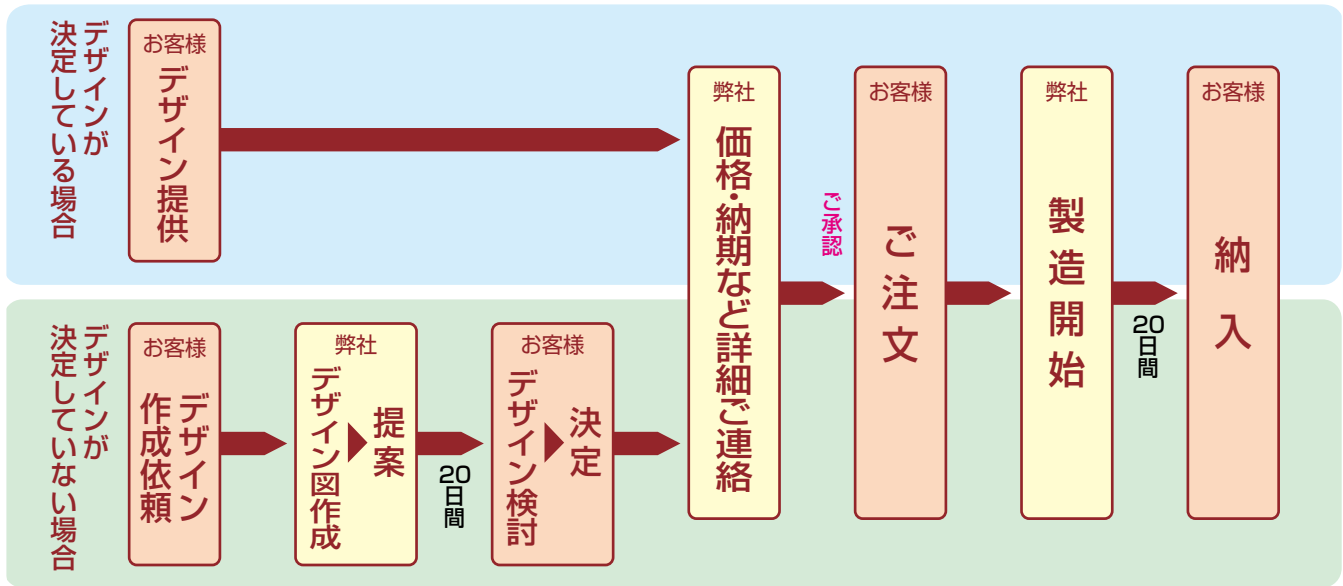 デザインが
決定している場合
お客様
デザイン提供
デザインが
決定していない場合
お客様
デザイン
作成依頼
弊社
デザイン図作成
提案
20日間
お客様
デザイン検討
決定
弊社
価格・納期など詳細ご連絡
ご承認
お客様
ご注文
弊社
製造開始
20日間
お客様
納入